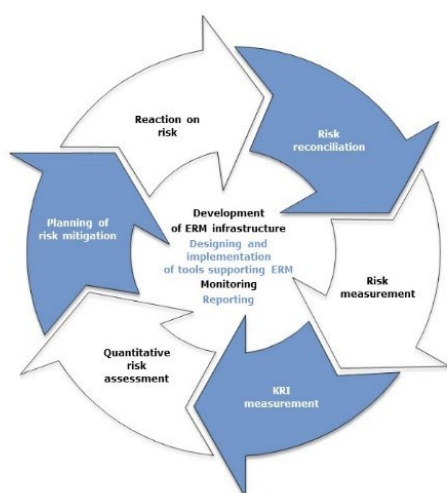 Reaction on
risk
Risk
reconciliation
Risk
measurement
KRI
measurement
Quantitative
risk
assessment
Planning of
risk mitigation
Development
of ERM infrastructure
Designing and
implementation
of tools supporting ERM
Monitoring
Reporting